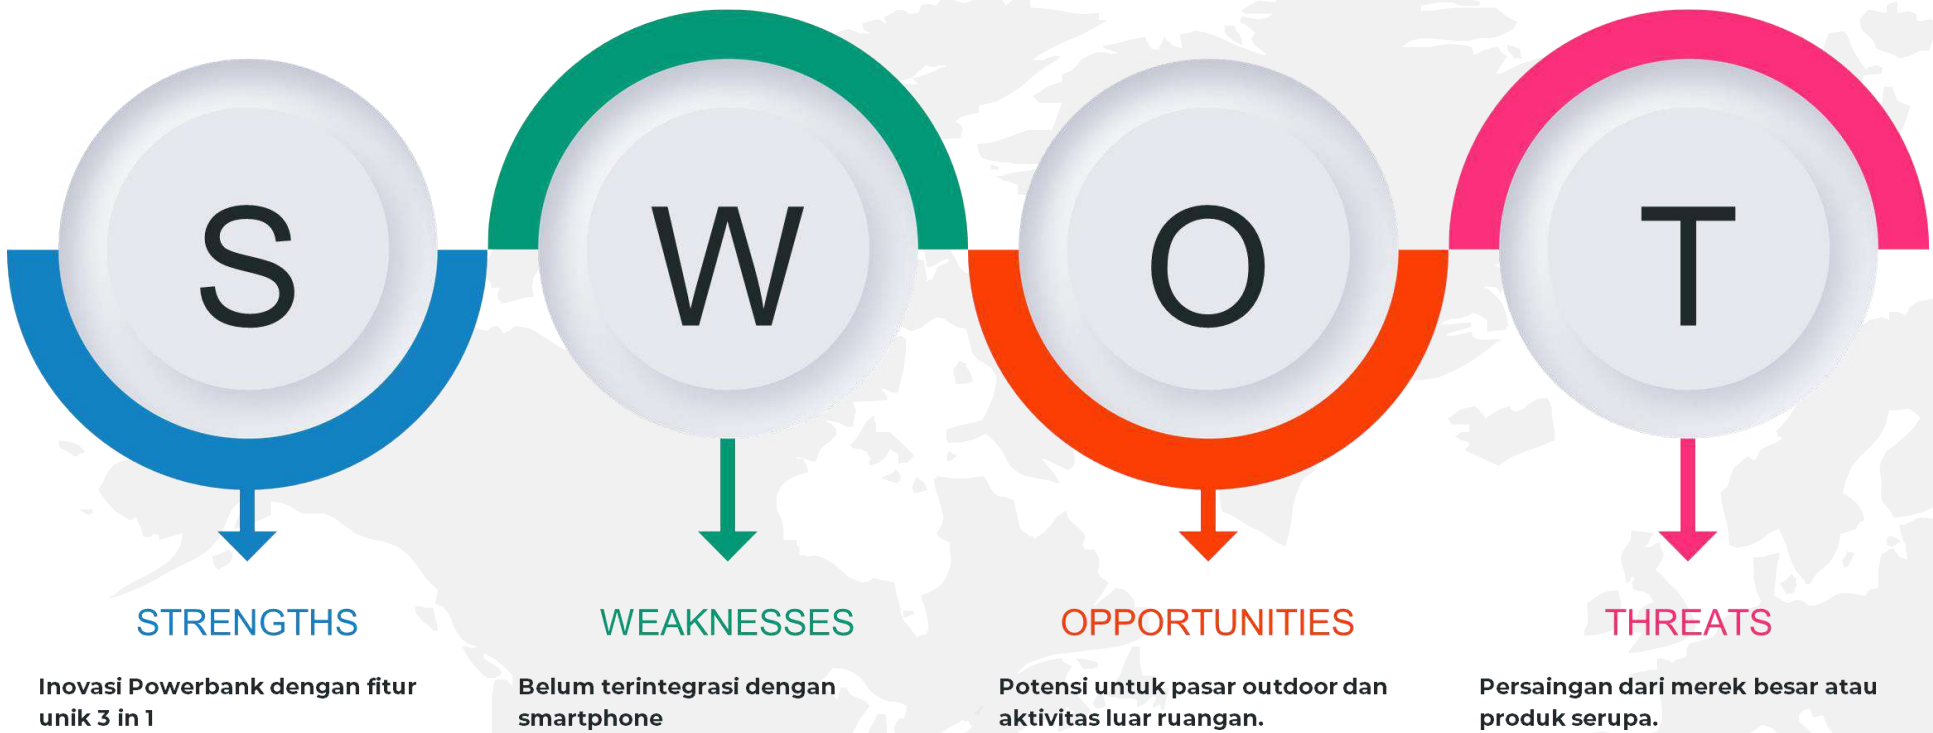 S
W
O
T
STRENGTHS
Inovasi Powerbank dengan fitur
unik 3 in 1
WEAKNESSES
Belum terintegrasi dengan
smartphone
OPPORTUNITIES
Potensi untuk pasar outdoor dan
aktivitas luar ruangan.
THREATS
Persaingan dari merek besar atau
produk serupa.